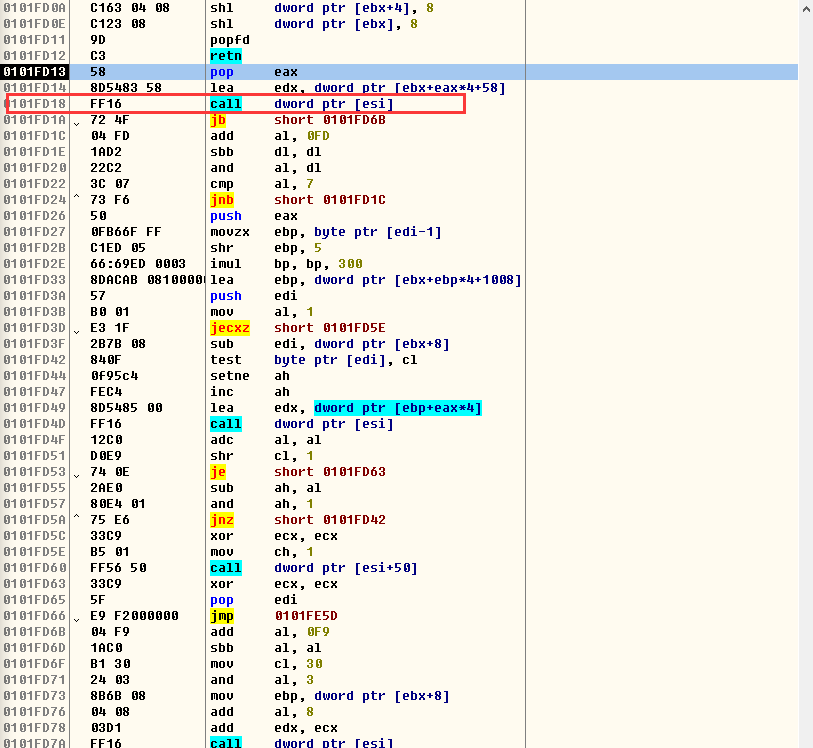 0101FD0A C163 04 08 shl dword ptr [ebx+4], 8
0101FD0E C123 08 shl dword ptr [ebx], 8
0101FD11 9D popfd
0101FD12 C3 retn
0101FD13 58 pop eax
0101FD14 8D5483 58 lea edx, dword ptr [ebx+eax*4+58]
0101FD18 FF16 call dword ptr [esi]
0101FD1A 72 4F jb short 0101FD6B
0101FD1C 04 FD add al, 0FD
0101FD1E 1AD2 sbb dl, dl
0101FD20 22C2 and al, dl
0101FD22 3C 07 cmp al, 7
0101FD24 73 F6 jnb short 0101FD1C
0101FD26 50 push eax
0101FD27 0FB66F FF movzx ebp, byte ptr [edi-1]
0101FD2B C1ED 05 shr ebp, 5
0101FD2E 66:69ED 0003 imul bp, bp, 300
0101FD33 8DACAB 0810000 lea ebp, dword ptr [ebx+ebp*4+1008]
0101FD3A 57 push edi
0101FD3B B0 01 mov al, 1
0101FD3D E3 1F jecxz short 0101FD5E
0101FD3F 2B7B 08 sub edi, dword ptr [ebx+8]
0101FD42 840F test byte ptr [edi], cl
0101FD44 0f95c4 setne ah
0101FD47 FEC4 inc ah
0101FD49 8D5485 00 lea edx, dword ptr [ebp+eax*4]
0101FD4D FF16 call dword ptr [esi]
0101FD4F 12C0 adc al, al
0101FD51 D0E9 shr cl, 1
0101FD53 74 0E je short 0101FD63
0101FD55 2AE0 sub ah, al
0101FD57 80E4 01 and ah, 1
0101FD5A 75 E6 jnz short 0101FD42
0101FD5C 33C9 xor ecx, ecx
0101FD5E B5 01 mov ch, 1
0101FD60 FF56 50 call dword ptr [esi+50]
0101FD63 33C9 xor ecx, ecx
0101FD65 5F pop edi
0101FD66 E9 F2000000 jmp 0101FE5D
0101FD6B 04 F9 add al, 0F9
0101FD6D 1AC0 sbb al, al
0101FD6F B1 30 mov cl, 30
0101FD71 24 03 and al, 3
0101FD73 8B6B 08 mov ebp, dword ptr [ebx+8]
0101FD76 04 08 add al, 8
0101FD78 03D1 add edx, ecx
0101FD7A FF16 call dword ptr [esi]